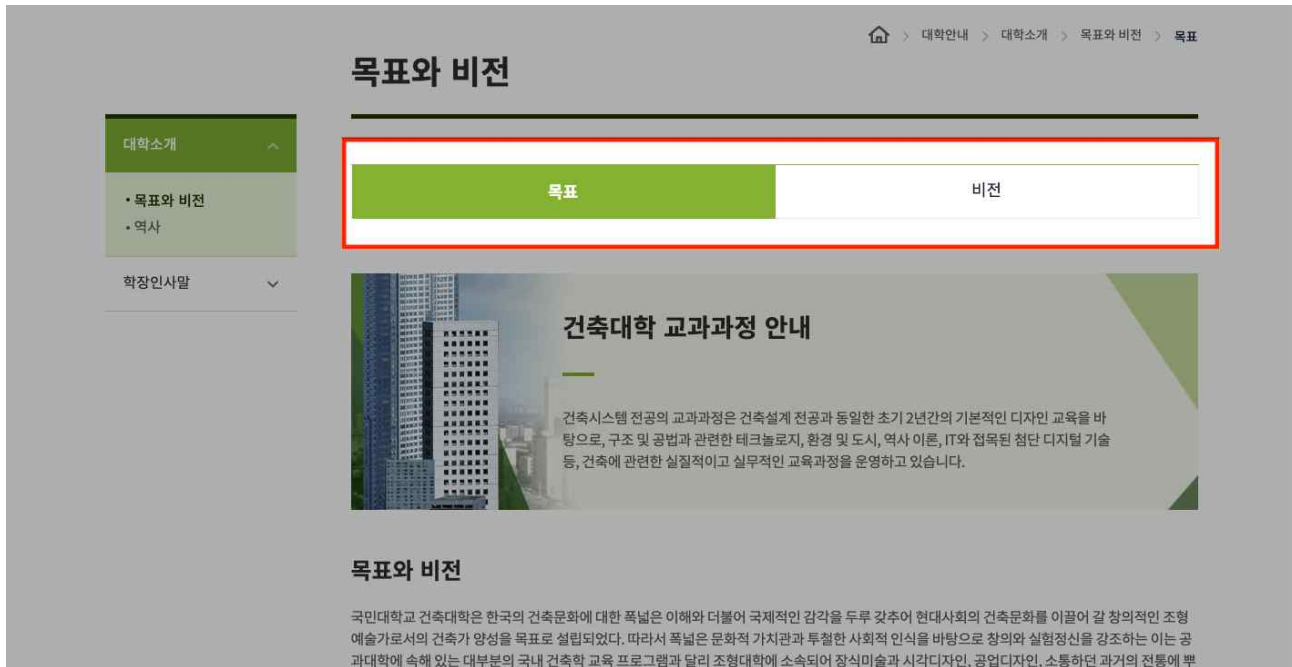 대학안내 > 대학소개 > 목표와 비전 > 목표
목표와 비전
대학소개
• 목표와 비전
• 역사
학장인사말
목표
비전
건축대학 교과과정 안내
건축시스템 전공의 교과과정은 건축설계 전공과 동일한 초기 2년간의 기본적인 디자인 교육을 바
탕으로, 구조 및 공법과 관련한 테크놀로지, 환경 및 도시, 역사 이론, IT와 접목된 첨단 디지털 기술
등, 건축에 관련한 실질적이고 실무적인 교육과정을 운영하고 있습니다.
목표와 비전
국민대학교 건축대학은 한국의 건축문화에 대한 폭넓은 이해와 더불어 국제적인 감각을 두루 갖추어 현대사회의 건축문화를 이끌어 갈 창의적인 조형
예술가로서의 건축가 양성을 목표로 설립되었다. 따라서 폭넓은 문화적 가치관과 투철한 사회적 인식을 바탕으로 창의와 실험정신을 강조하는 이는 공
과대학에 속해 있는 대부분의 국내 건축학 교육 프로그램과 달리 조형대학에 소속되어 장식미술과 시각디자인, 공업디자인, 소통하던 과거의 전통에 뿌